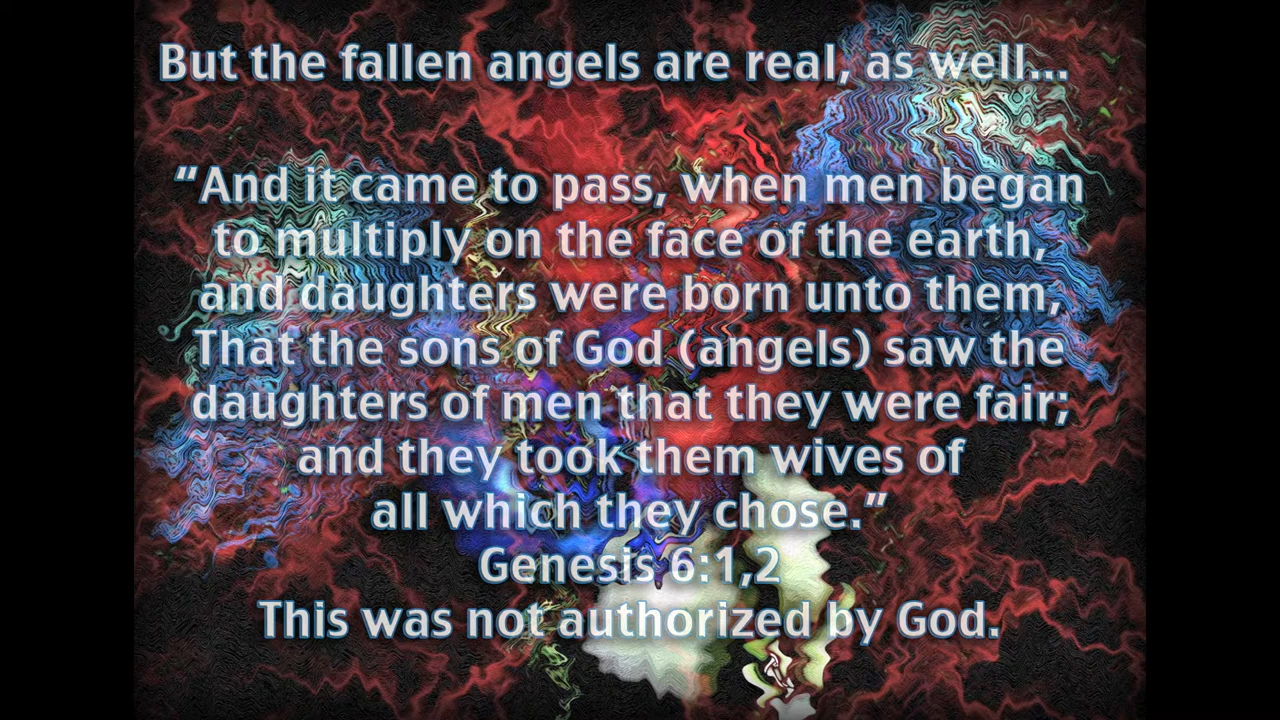 But the fallen angels are real, as well...
“And it came to pass, when men began
to multiply on the face of the earth,
and daughters were born unto them,
That the sons of God (angels) saw the
daughters of men that they were fair;
and they took them wives of
all which they chose.”
Genesis 6:1,2
This was not authorized by God.